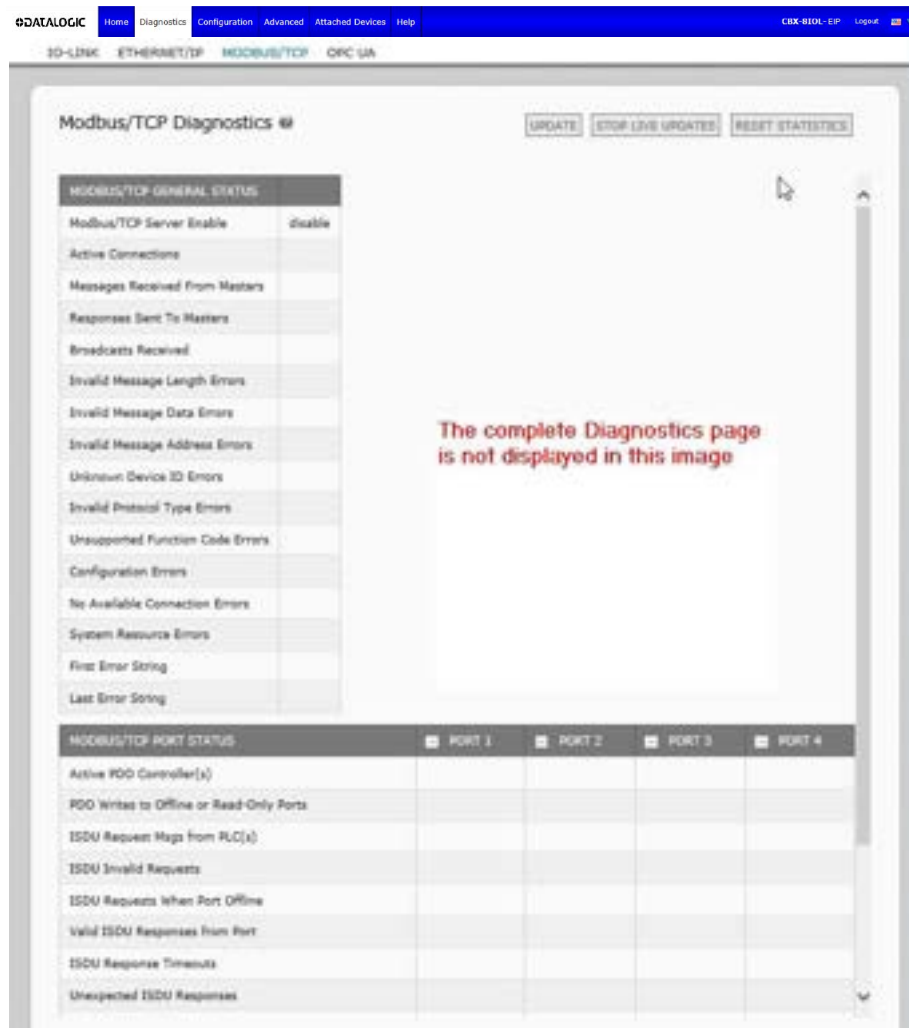 DATALOGIC Home Diagnostics Configuration Advanced Attached Devices Help CBX-8IOL-EIP Logout
IO-LINK ETHERNET/IP MODBUS/TCP OPC UA
Modbus/TCP Diagnostics
UPDATE STOP LIVE UPDATES RESET STATISTICS
MODBUS/TCP GENERAL STATUS
Modbus/TCP Server Enable disable
Active Connections
Messages Received From Masters
Responses Sent To Masters
Broadcasts Received
Invalid Message Length Errors
Invalid Message Data Errors
Invalid Message Address Errors
Unknown Device ID Errors
Invalid Protocol Type Errors
Unsupported Function Code Errors
Configuration Errors
No Available Connection Errors
System Resource Errors
First Error String
Last Error String
The complete Diagnostics page
is not displayed in this image
MODBUS/TCP PORT STATUS PORT 1 PORT 2 PORT 3 PORT 4
Active PDO Controller(s)
PDO Writes to Offline or Read-Only Ports
ISDU Request Msgs from PLC(s)
ISDU Invalid Requests
ISDU Requests When Port Offline
Valid ISDU Responses from Port
ISDU Response Timeouts
Unexpected ISDU Responses